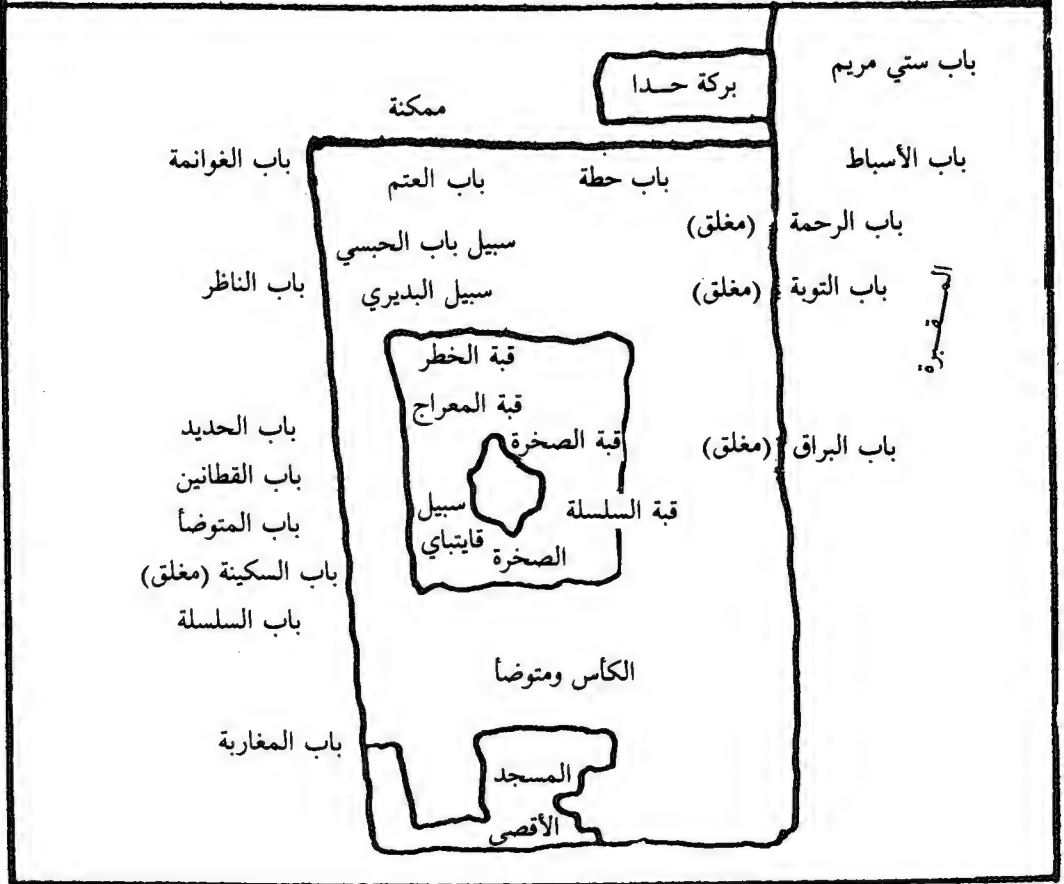 باب ستي مريم
بركة حـــدا
ممكنة
باب الأسباط
باب حطة
باب العتم
باب الغوانمة
باب الرحمة (مغلق)
سبيل باب الحبسي
باب التوبة (مغلق)
سبيل البديري
باب الناظر
المـقـبرة
قبة الخطر
قبة المعراج
باب البراق (مغلق)
قبة الصخرة
باب الحديد
باب القطانين
قبة السلسلة
سبيل
قايتباي
الصخرة
باب المتوضأ
باب السكينة (مغلق)
باب السلسلة
الكأس ومتوضأ
باب المغاربة
المسجد
الأقصى